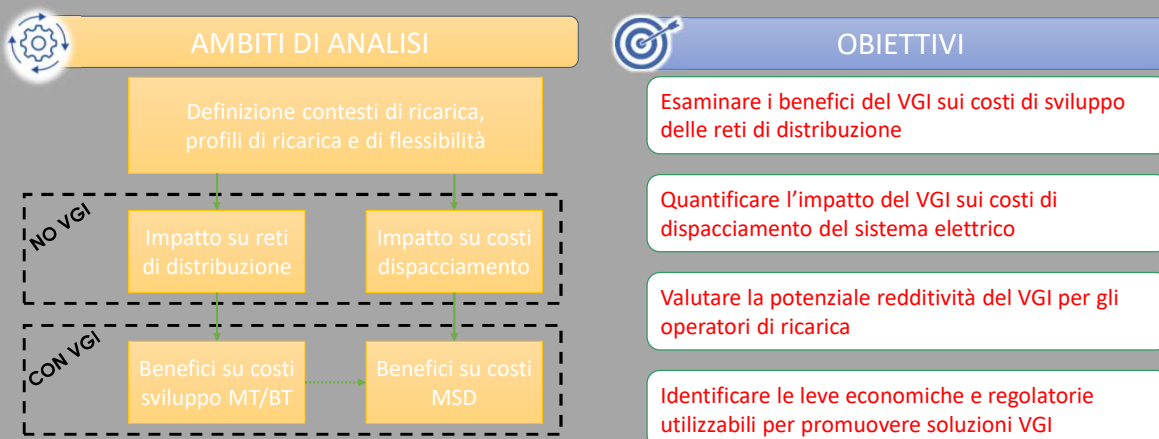 AMBITI DI ANALISI
Definizione contesti di ricarica,
profili di ricarica e di flessibilità
NO VGI
Impatto su reti
di distribuzione
Impatto su costi
dispacciamento
CON VGI
Benefici su costi
sviluppo MT/BT
Benefici su costi
MSD
OBIETTIVI
Esaminare i benefici del VGI sui costi di sviluppo
delle reti di distribuzione
Quantificare l’impatto del VGI sui costi di
dispacciamento del sistema elettrico
Valutare la potenziale redditività del VGI per gli
operatori di ricarica
Identificare le leve economiche e regolatorie
utilizzabili per promuovere soluzioni VGI